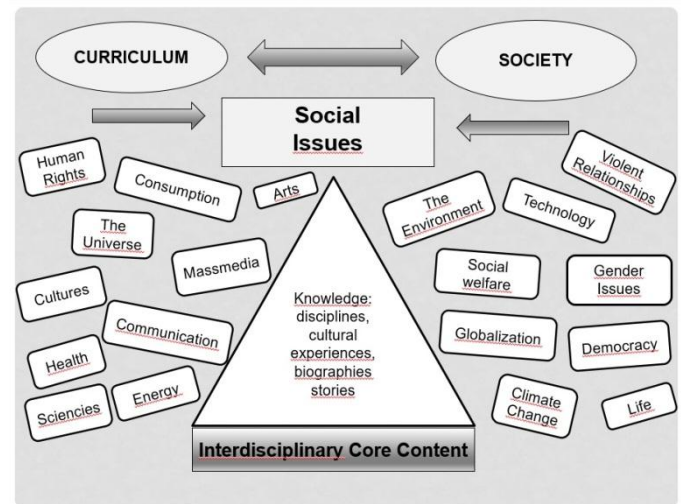 CURRICULUM
SOCIETY
Social
Issues
Human
Rights
Consumption
Arts
The
Universe
Massmedia
Cultures
Communication
Health
Energy
Sciencies
The
Environment
Technology
Violent
Relationships
Social
welfare
Gender
Issues
Globalization
Democracy
Climate
Change
Life
Knowledge:
disciplines,
cultural
experiences,
biographies
stories
Interdisciplinary Core Content